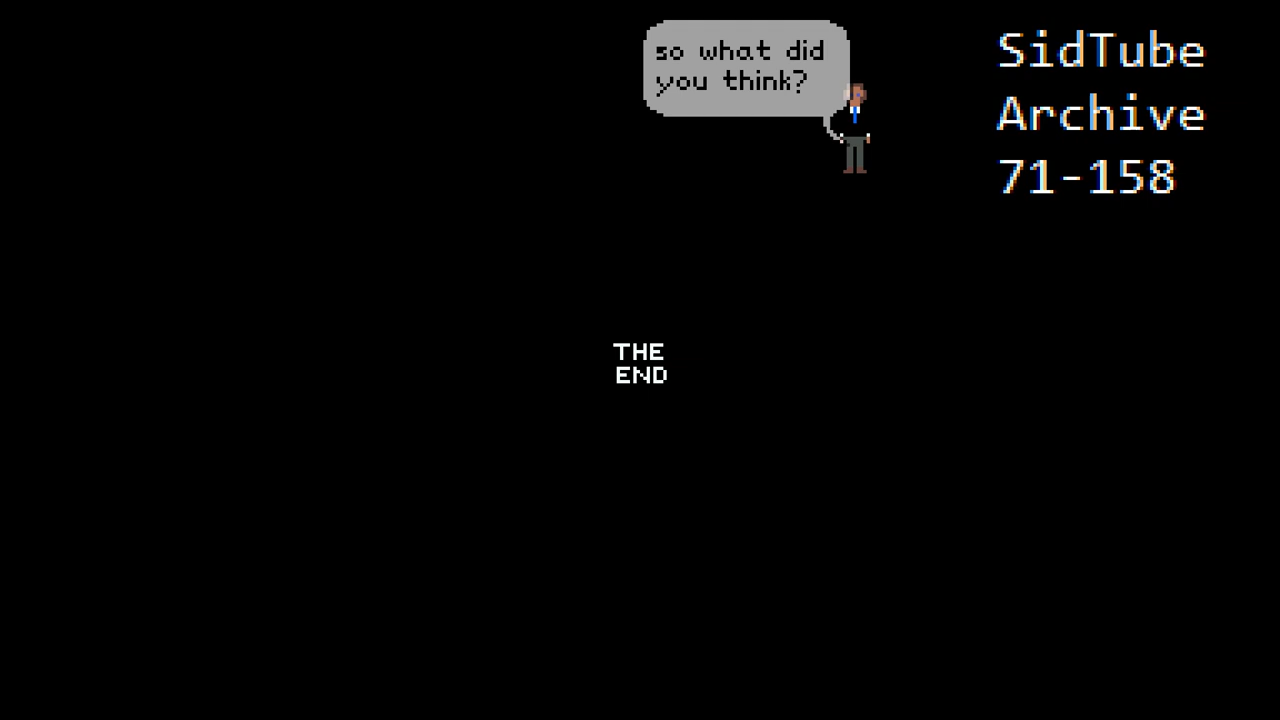 so what did
you think?
SidTube
Archive
71-158
THE
END